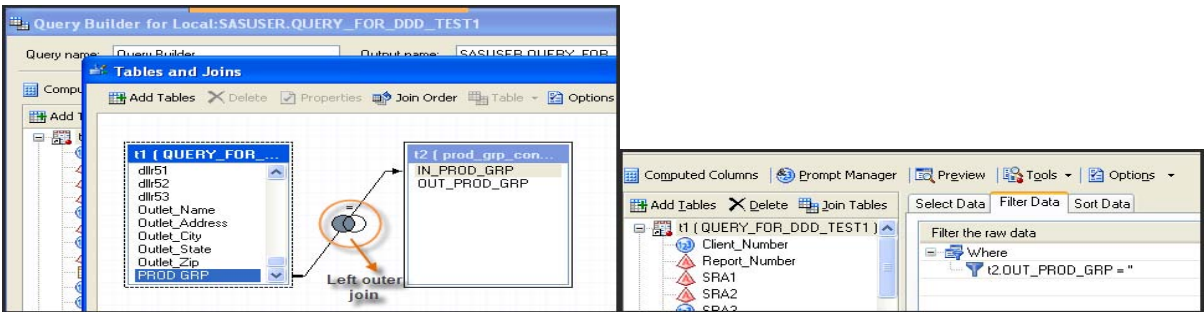 Query Builder for Local:SASUSER.QUERY_FOR_DDD_TEST1
Query name: Query Builder Output name: SASUSER.QUERY_FOR
Tables and Joins
Compu
Add Tables Delete Properties Join Order Table Options
Add T
t1 ( QUERY_FOR_...
dllr51
dllr52
dllr53
Outlet_Name
Outlet_Address
Outlet_City
Outlet_State
Outlet_Zip
PROD GRP
=
Left outer
join
t2 ( prod_grp_con...
IN_PROD_GRP
OUT_PROD_GRP
Computed Columns Prompt Manager Preview Tools Options
Add Tables Delete Join Tables
t1 ( QUERY_FOR_DDD_TEST1 )
Client_Number
Report_Number
SRA1
SRA2
SRA3
Select Data Filter Data Sort Data
Filter the raw data
Where
t2.OUT_PROD_GRP = ''